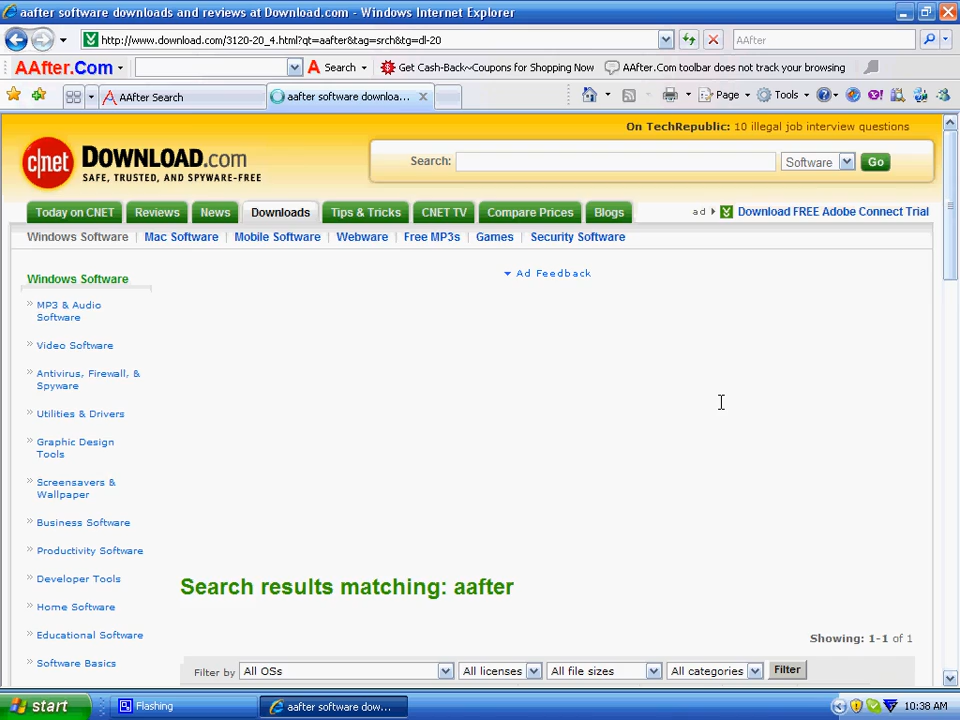 aafter software downloads and reviews at Download.com - Windows Internet Explorer
http://www.download.com/3120-20_4.html?qt=aafter&tag=srch&tg=dl-20
AAfter
AAfter.Com
A Search
Get Cash-Back~Coupons for Shopping Now
AAfter.Com toolbar does not track your browsing
AAfter Search
aafter software downloa...
Page
Tools
On TechRepublic: 10 illegal job interview questions
c|net DOWNLOAD.com
SAFE, TRUSTED, AND SPYWARE-FREE
Search:
Software
Go
Today on CNET
Reviews
News
Downloads
Tips & Tricks
CNET TV
Compare Prices
Blogs
ad
Download FREE Adobe Connect Trial
Windows Software
Mac Software
Mobile Software
Webware
Free MP3s
Games
Security Software
Ad Feedback
Windows Software
MP3 & Audio
Software
Video Software
Antivirus, Firewall, &
Spyware
Utilities & Drivers
Graphic Design
Tools
Screensavers &
Wallpaper
Business Software
Productivity Software
Developer Tools
Home Software
Educational Software
Software Basics
Search results matching: aafter
Showing: 1-1 of 1
Filter by
All OSs
All licenses
All file sizes
All categories
Filter
start
Flashing
aafter software dow...
10:38 AM